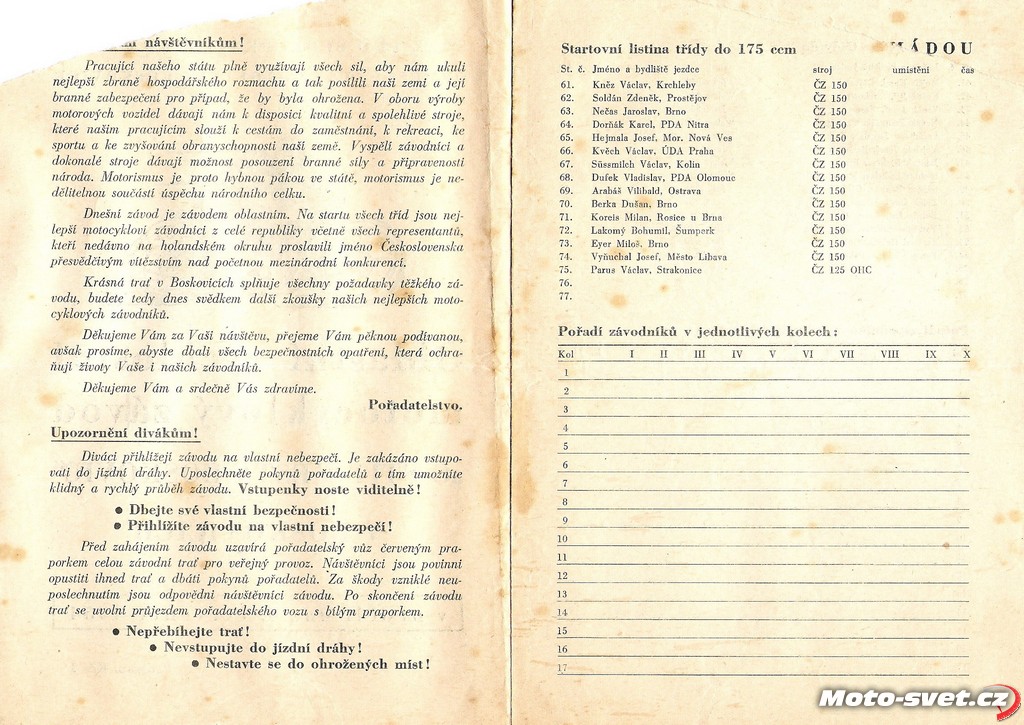 návštěvníkům!
Pracující našeho státu plně využívají všech sil, aby nám ukuli
nejlepší zbraně hospodářského rozmachu a tak posílili naši zemi a její
branné zabezpečení pro případ, že by byla ohrožena. V oboru výroby
motorových vozidel dávají nám k disposici kvalitní a spolehlivé stroje,
které našim pracujícím slouží k cestám do zaměstnání, k rekreaci, ke
sportu a ke zvyšování obranyschopnosti naší země. Vyspělí závodníci a
dokonalé stroje dávají možnost posouzení branné síly a připravenosti
národa. Motorismus je proto hybnou pákou ve státě, motorismus je ne-
dělitelnou součástí úspěchu národního celku.
Dnešní závod je závodem oblastním. Na startu všech tříd jsou nej-
lepší motocykloví závodníci z celé republiky včetně všech representantů,
kteří nedávno na holandském okruhu proslavili jméno Československa
přesvědčivým vítězstvím nad početnou mezinárodní konkurencí.
Krásná trať v Boskovicích splňuje všechny požadavky těžkého zá-
vodu, budete tedy dnes svědkem další zkoušky našich nejlepších moto-
cyklových závodníků.
Děkujeme Vám za Vaši návštěvu, přejeme Vám pěknou podívanou,
avšak prosíme, abyste dbali všech bezpečnostních opatření, která ochra-
ňují životy Vaše i našich závodníků.
Děkujeme Vám a srdečně Vás zdravíme.
Pořadatelstvo.
Upozornění divákům!
Diváci přihlížejí závodu na vlastní nebezpečí. Je zakázáno vstupo-
vati do jízdní dráhy. Uposlechněte pokynů pořadatelů a tím umožníte
klidný a rychlý průběh závodu. Vstupenky noste viditelně!
● Dbejte své vlastní bezpečnosti!
● Přihlížíte závodu na vlastní nebezpečí!
Před zahájením závodu uzavírá pořadatelský vůz červeným pra-
porkem celou závodní trať pro veřejný provoz. Návštěvníci jsou povinni
opustiti ihned trať a dbáti pokynů pořadatelů. Za škody vzniklé neu-
poslechnutím jsou odpovědni návštěvníci závodu. Po skončení závodu
trať se uvolní průjezdem pořadatelského vozu s bílým praporkem.
● Nepřebíhejte trať!
● Nevstupujte do jízdní dráhy!
● Nestavte se do ohrožených míst!
Startovní listina třídy do 175 ccm ÁDOU
St. č. Jméno a bydliště jezdce stroj umístění čas
61. Kněz Václav, Krchleby ČZ 150
62. Soldán Zdeněk, Prostějov ČZ 150
63. Nečas Jaroslav, Brno ČZ 150
64. Dorňák Karel, PDA Nitra ČZ 150
65. Hejmala Josef, Mor. Nová Ves ČZ 150
66. Kvěch Václav, ÚDA Praha ČZ 150
67. Süssmilch Václav, Kolín ČZ 150
68. Dufek Vladislav, PDA Olomouc ČZ 150
69. Arabáš Vilibald, Ostrava ČZ 150
70. Berka Dušan, Brno ČZ 150
71. Koreis Milan, Rosice u Brna ČZ 150
72. Lakomý Bohumil, Šumperk ČZ 150
73. Eyer Miloš, Brno ČZ 150
74. Vyňuchal Josef, Město Libava ČZ 150
75. Parus Václav, Strakonice ČZ 125 OHC
76.
77.
Pořadí závodníků v jednotlivých kolech:
Kol I II III IV V VI VII VIII IX X
1
2
3
4
5
6
7
8
9
10
11
12
13
14
15
16
17
Moto-svet.cz